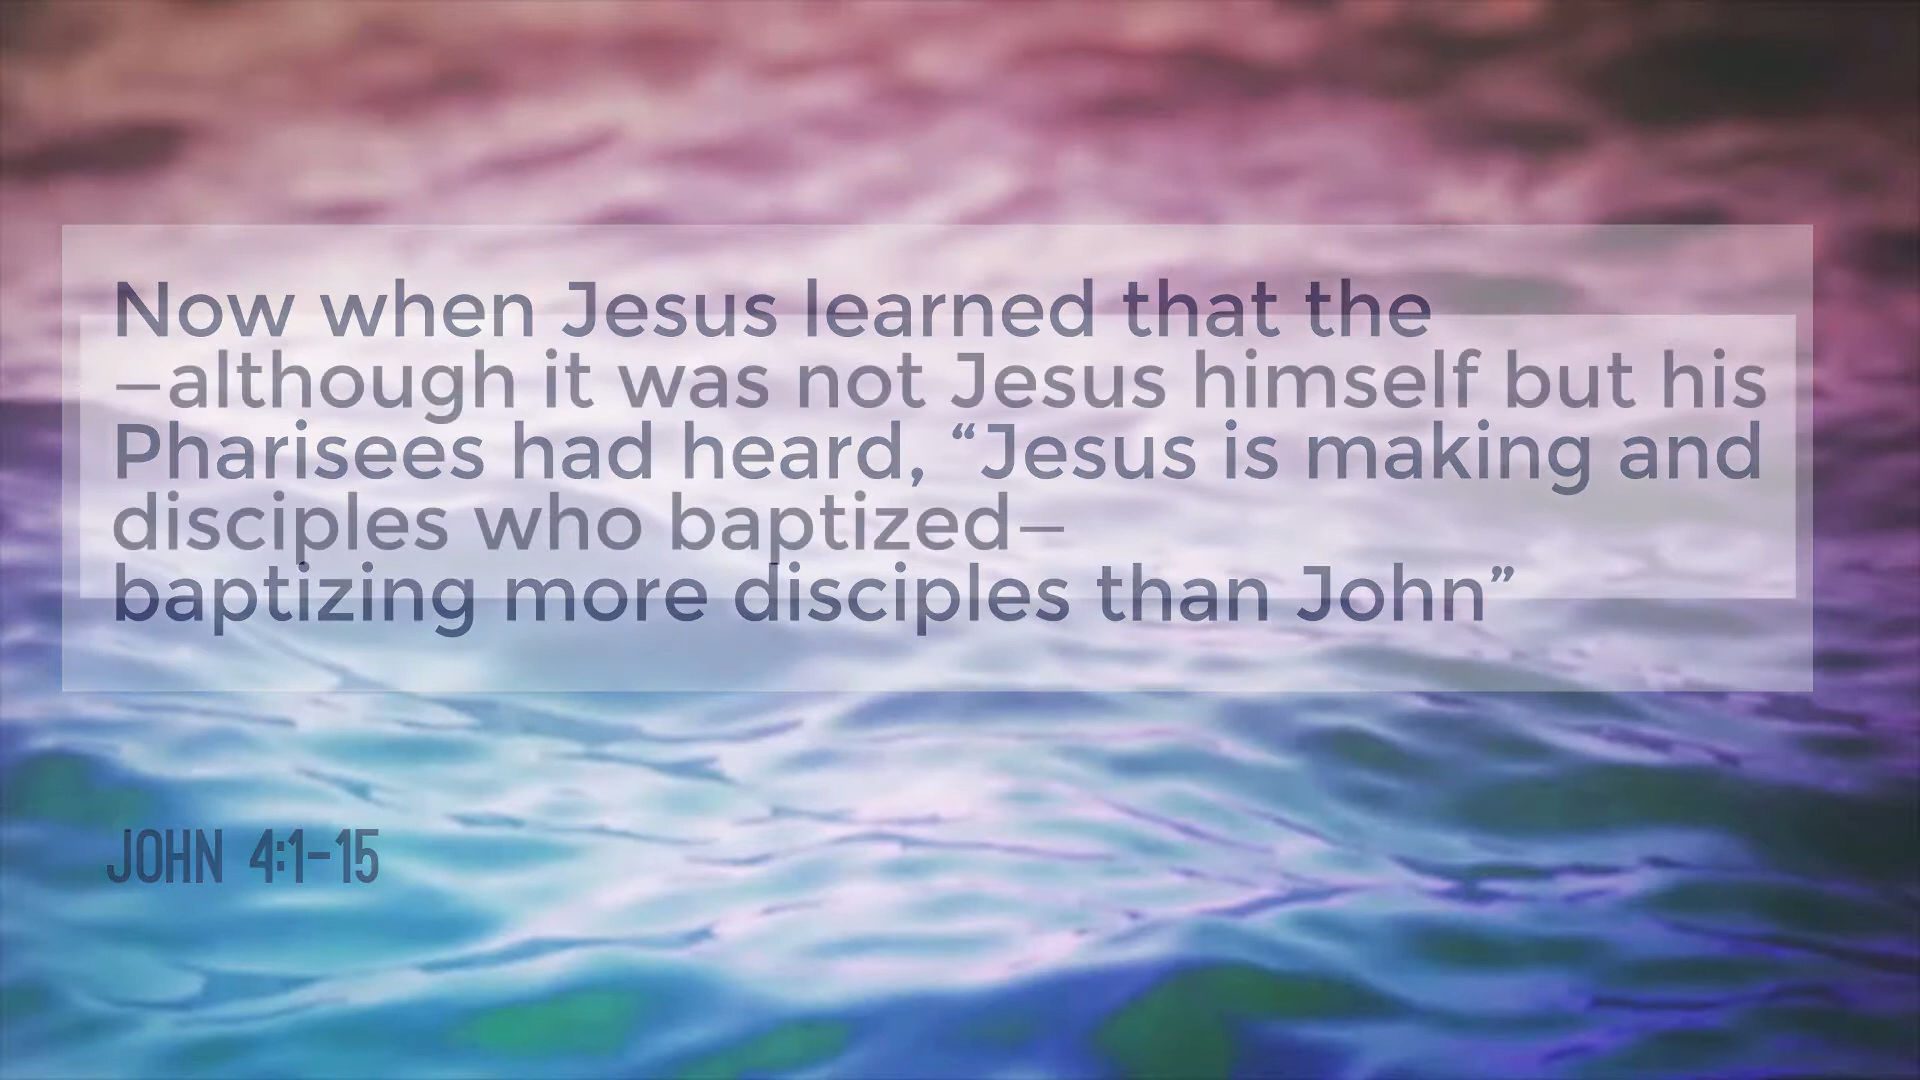 Now when Jesus learned that the
—although it was not Jesus himself but his
Pharisees had heard, “Jesus is making and
disciples who baptized—
baptizing more disciples than John”
JOHN 4:1-15